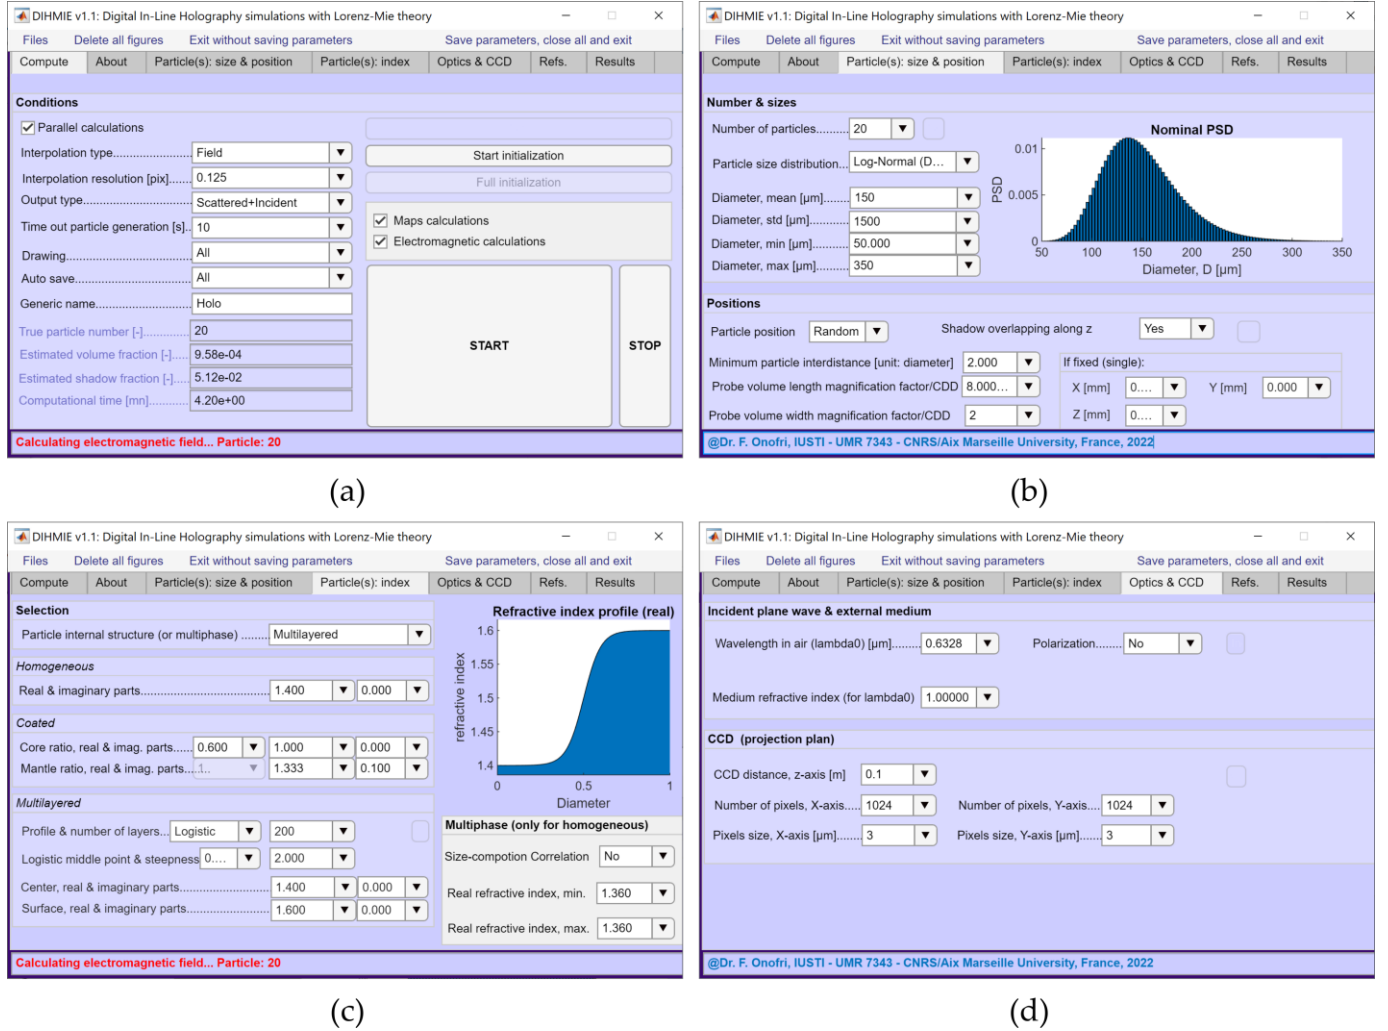 DIHMIE v1.1: Digital In-Line Holography simulations with Lorenz-Mie theory
Files Delete all figures Exit without saving parameters Save parameters, close all and exit
Compute About Particle(s): size & position Particle(s): index Optics & CCD Refs. Results
Conditions
Parallel calculations
Interpolation type.................. Field
Start initialization
Interpolation resolution [pix]...... 0.125
Full initialization
Output type........................ Scattered+Incident
Maps calculations
Time out particle generation [s].. 10
Electromagnetic calculations
Drawing............................ All
Auto save.......................... All
Generic name....................... Holo
True particle number [-]............ 20
START
STOP
Estimated volume fraction [-]..... 9.58e-04
Estimated shadow fraction [-]..... 5.12e-02
Computational time [mn].......... 4.20e+00
Calculating electromagnetic field... Particle: 20
(a)
DIHMIE v1.1: Digital In-Line Holography simulations with Lorenz-Mie theory
Files Delete all figures Exit without saving parameters Save parameters, close all and exit
Compute About Particle(s): size & position Particle(s): index Optics & CCD Refs. Results
Number & sizes
Number of particles........ 20
Particle size distribution... Log-Normal (D...
Diameter, mean [µm]........ 150
Diameter, std [µm]........... 1500
Diameter, min [µm].......... 50.000
Diameter, max [µm]......... 350
Nominal PSD
PSD
0.01
0.005
0
50 100 150 200 250 300 350
Diameter, D [µm]
Positions
Particle position Random Shadow overlapping along z Yes
Minimum particle interdistance [unit: diameter] 2.000
If fixed (single):
Probe volume length magnification factor/CDD 8.000...
X [mm] 0.... Y [mm] 0.000
Probe volume width magnification factor/CDD 2
Z [mm] 0....
@Dr. F. Onofri, IUSTI - UMR 7343 - CNRS/Aix Marseille University, France, 2022
(b)
DIHMIE v1.1: Digital In-Line Holography simulations with Lorenz-Mie theory
Files Delete all figures Exit without saving parameters Save parameters, close all and exit
Compute About Particle(s): size & position Particle(s): index Optics & CCD Refs. Results
Selection
Particle internal structure (or multiphase) ........ Multilayered
Homogeneous
Real & imaginary parts............................... 1.400 0.000
Coated
Core ratio, real & imag. parts...... 0.600 1.000 0.000
Mantle ratio, real & imag. parts.... 1.. 1.333 0.100
Multilayered
Profile & number of layers... Logistic 200
Logistic middle point & steepness 0.... 2.000
Center, real & imaginary parts...................... 1.400 0.000
Surface, real & imaginary parts..................... 1.600 0.000
Refractive index profile (real)
refractive index
1.6
1.55
1.5
1.45
1.4
0 0.5 1
Diameter
Multiphase (only for homogeneous)
Size-compotion Correlation No
Real refractive index, min. 1.360
Real refractive index, max. 1.360
Calculating electromagnetic field... Particle: 20
(c)
DIHMIE v1.1: Digital In-Line Holography simulations with Lorenz-Mie theory
Files Delete all figures Exit without saving parameters Save parameters, close all and exit
Compute About Particle(s): size & position Particle(s): index Optics & CCD Refs. Results
Incident plane wave & external medium
Wavelength in air (lambda0) [µm]........ 0.6328 Polarization....... No
Medium refractive index (for lambda0) 1.00000
CCD (projection plan)
CCD distance, z-axis [m] 0.1
Number of pixels, X-axis..... 1024 Number of pixels, Y-axis... 1024
Pixels size, X-axis [µm]....... 3 Pixels size, Y-axis [µm]...... 3
@Dr. F. Onofri, IUSTI - UMR 7343 - CNRS/Aix Marseille University, France, 2022
(d)